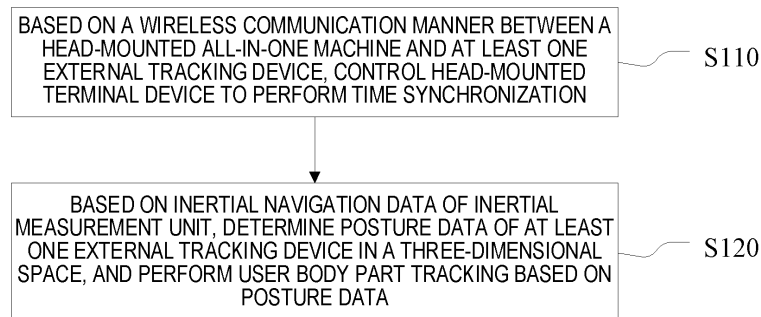 BASED ON A WIRELESS COMMUNICATION MANNER BETWEEN A
HEAD-MOUNTED ALL-IN-ONE MACHINE AND AT LEAST ONE
EXTERNAL TRACKING DEVICE, CONTROL HEAD-MOUNTED
TERMINAL DEVICE TO PERFORM TIME SYNCHRONIZATION
S110
BASED ON INERTIAL NAVIGATION DATA OF INERTIAL
MEASUREMENT UNIT, DETERMINE POSTURE DATA OF AT LEAST
ONE EXTERNAL TRACKING DEVICE IN A THREE-DIMENSIONAL
SPACE, AND PERFORM USER BODY PART TRACKING BASED ON
POSTURE DATA
S120